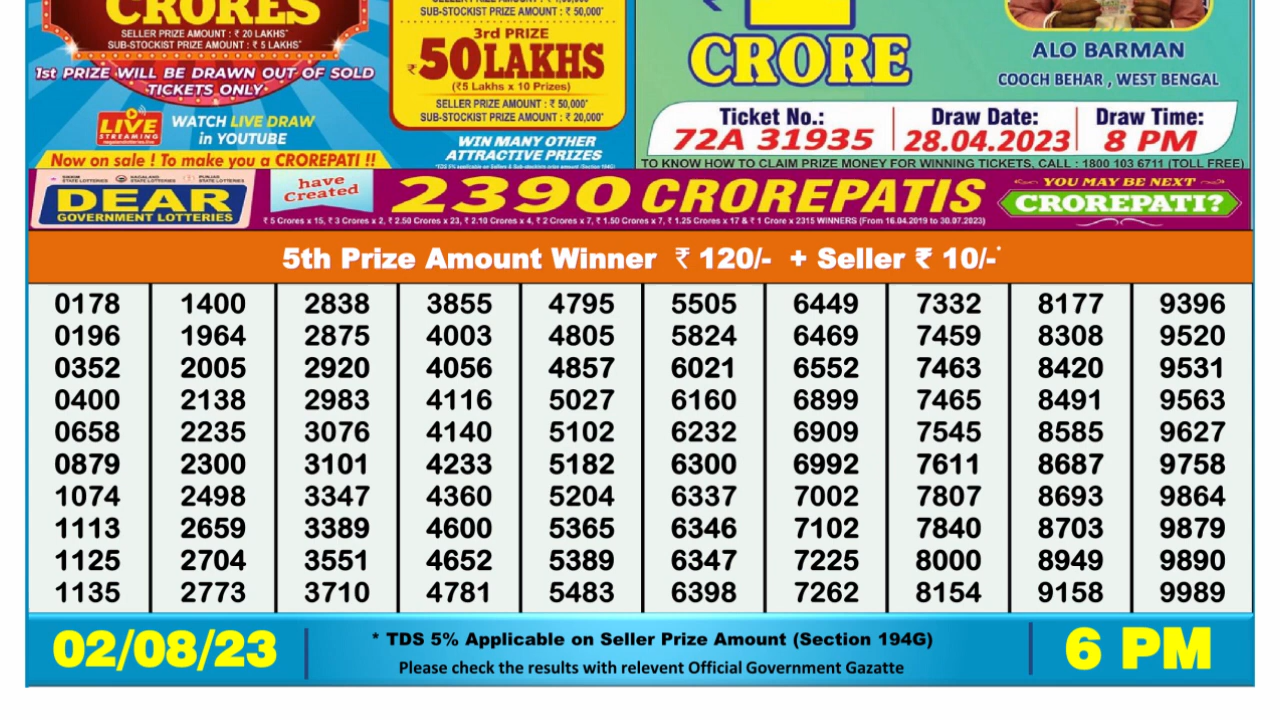 CRORES
SELLER PRIZE AMOUNT : ₹ 20 LAKHS*
SUB-STOCKIST PRIZE AMOUNT : ₹ 5 LAKHS*
1st PRIZE WILL BE DRAWN OUT OF SOLD
TICKETS ONLY
LIVE
STREAMING
WATCH LIVE DRAW
in YOUTUBE
Now on sale ! To make you a CROREPATI !!
SUB-STOCKIST PRIZE AMOUNT : ₹ 50,000*
3rd PRIZE
₹50 LAKHS
(₹5 Lakhs x 10 Prizes)
SELLER PRIZE AMOUNT : ₹ 50,000*
SUB-STOCKIST PRIZE AMOUNT : ₹ 20,000*
WIN MANY OTHER
ATTRACTIVE PRIZES
CRORE
ALO BARMAN
COOCH BEHAR , WEST BENGAL
Ticket No.: Draw Date: Draw Time:
72A 31935 28.04.2023 8 PM
TO KNOW HOW TO CLAIM PRIZE MONEY FOR WINNING TICKETS, CALL : 1800 103 6711 (TOLL FREE)
SIKKIM STATE LOTTERIES NAGALAND STATE LOTTERIES PUNJAB STATE LOTTERIES
DEAR
GOVERNMENT LOTTERIES
have
Created
2390 CROREPATIS
₹ 5 Crores x 15, ₹ 3 Crores x 2, ₹ 2.50 Crores x 23, ₹ 2.10 Crores x 4, ₹ 2 Crores x 7, ₹ 1.50 Crores x 7, ₹ 1.25 Crores x 17 & ₹ 1 Crore x 2315 WINNERS (From 16.04.2019 to 30.07.2023)
YOU MAY BE NEXT
CROREPATI?
5th Prize Amount Winner ₹ 120/- + Seller ₹ 10/-*
0178 1400 2838 3855 4795 5505 6449 7332 8177 9396
0196 1964 2875 4003 4805 5824 6469 7459 8308 9520
0352 2005 2920 4056 4857 6021 6552 7463 8420 9531
0400 2138 2983 4116 5027 6160 6899 7465 8491 9563
0658 2235 3076 4140 5102 6232 6909 7545 8585 9627
0879 2300 3101 4233 5182 6300 6992 7611 8687 9758
1074 2498 3347 4360 5204 6337 7002 7807 8693 9864
1113 2659 3389 4600 5365 6346 7102 7840 8703 9879
1125 2704 3551 4652 5389 6347 7225 8000 8949 9890
1135 2773 3710 4781 5483 6398 7262 8154 9158 9989
02/08/23
* TDS 5% Applicable on Seller Prize Amount (Section 194G)
Please check the results with relevent Official Government Gazatte
6 PM